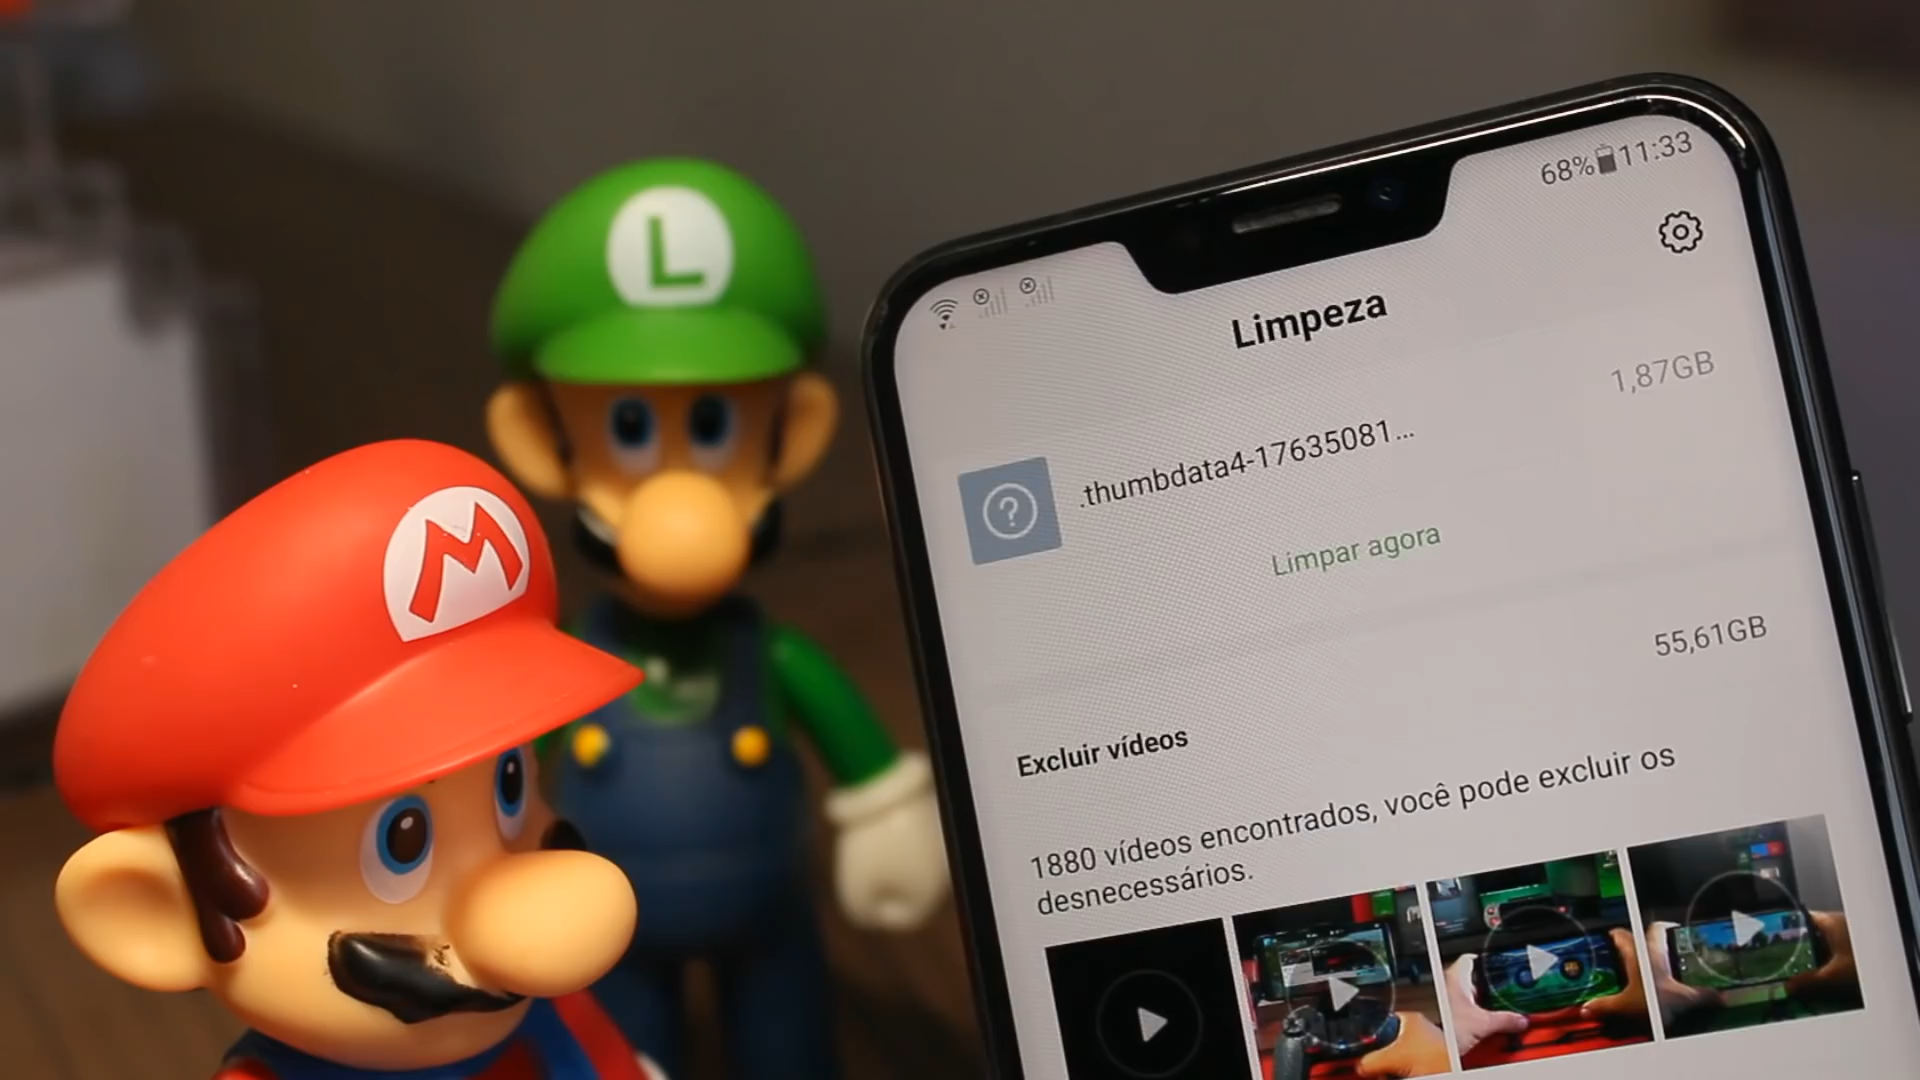 L
M
68% 11:33
Limpeza
1,87GB
.thumbdata4-17635081...
Limpar agora
55,61GB
Excluir vídeos
1880 vídeos encontrados, você pode excluir os
desnecessários.